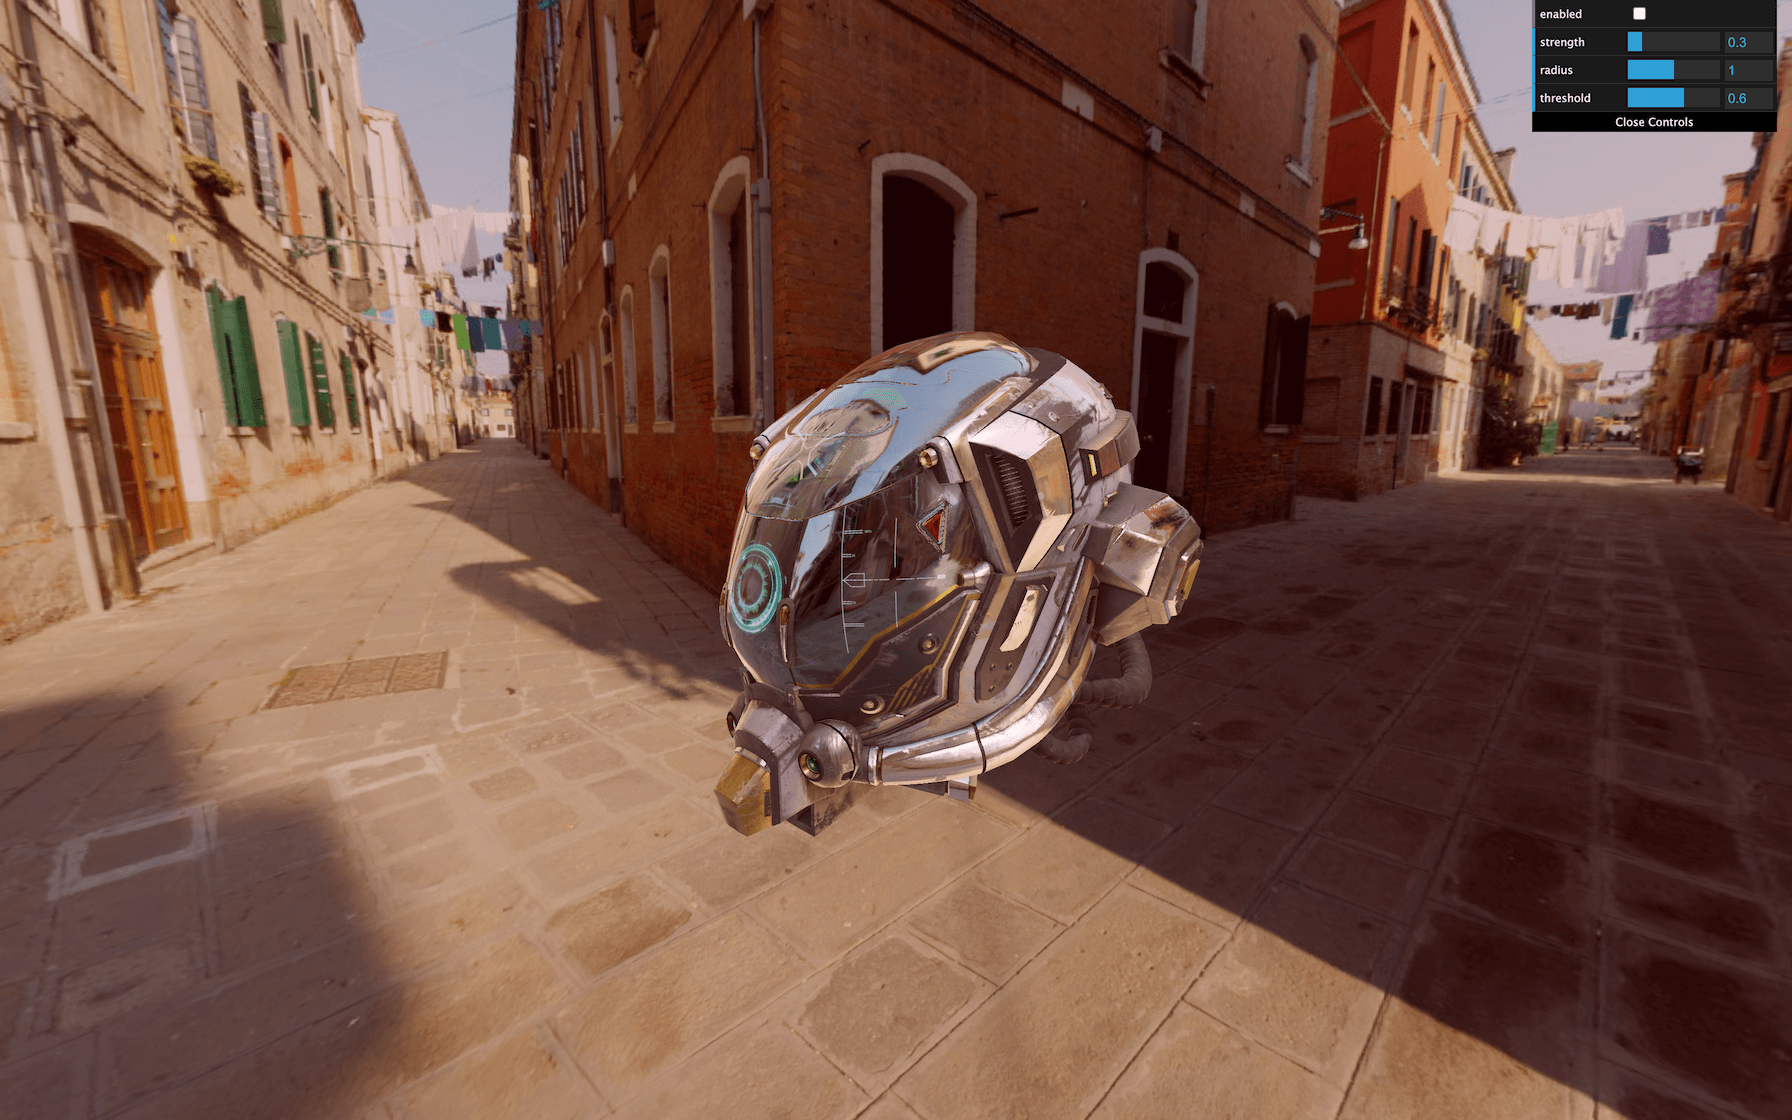 enabled
strength 0.3
radius 1
threshold 0.6
Close Controls